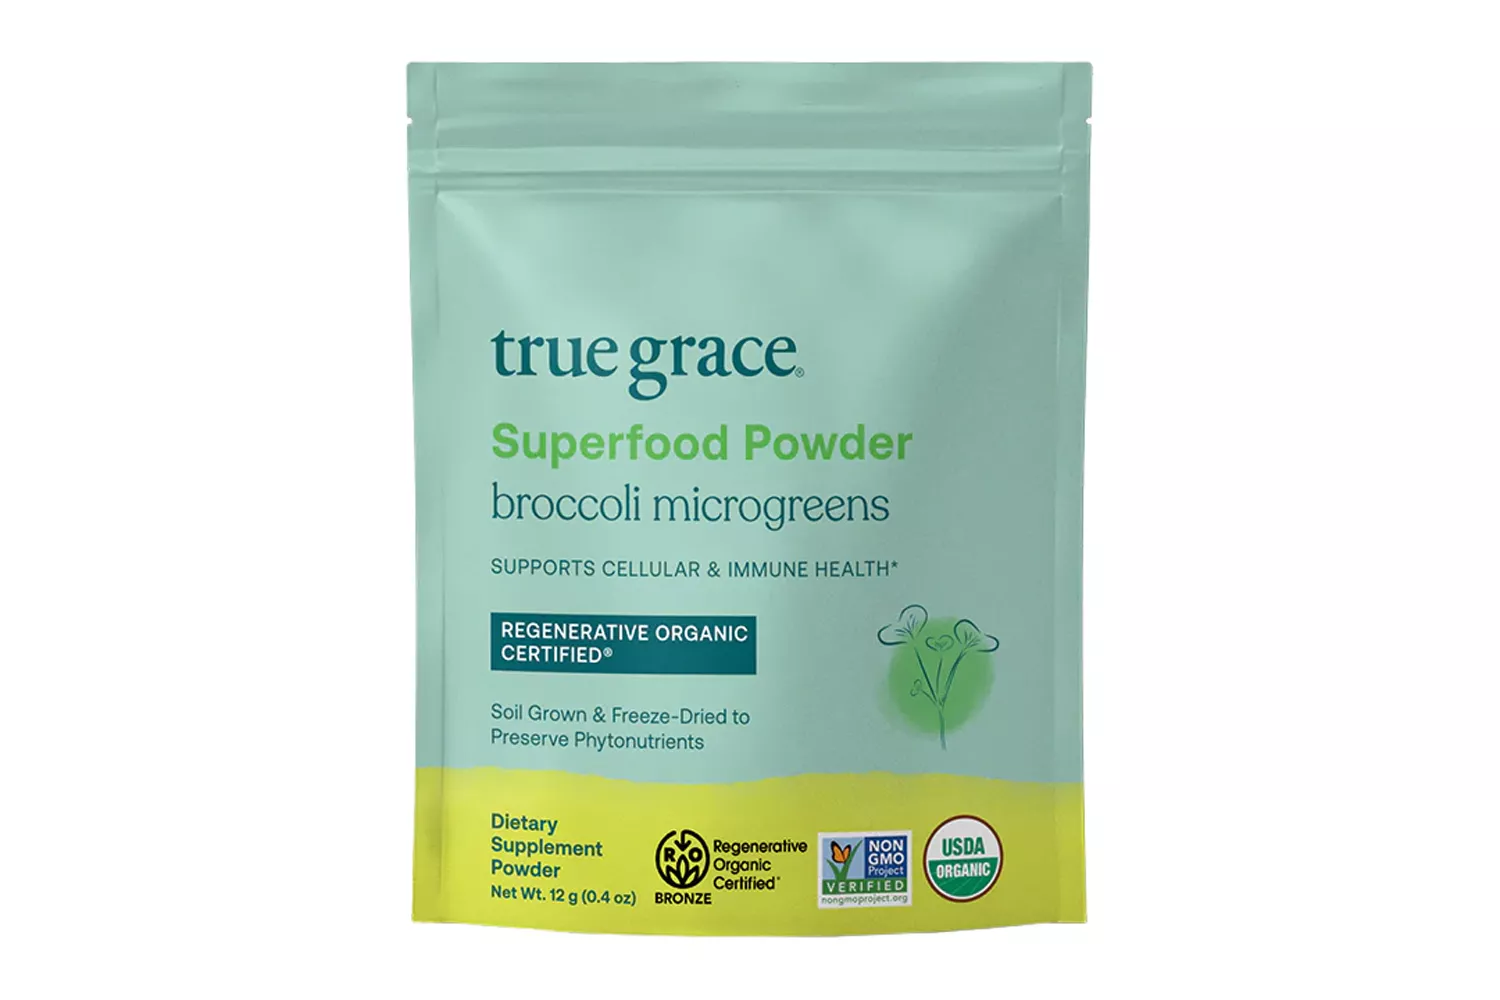 true grace®
Superfood Powder
broccoli microgreens
SUPPORTS CELLULAR & IMMUNE HEALTH*
REGENERATIVE ORGANIC
CERTIFIED®
Soil Grown & Freeze-Dried to
Preserve Phytonutrients
Dietary
Supplement
Powder
Net Wt. 12 g (0.4 oz)
R O
BRONZE
Regenerative
Organic
Certified
NON
GMO
Project
VERIFIED
nongmoproject.org
USDA
ORGANIC